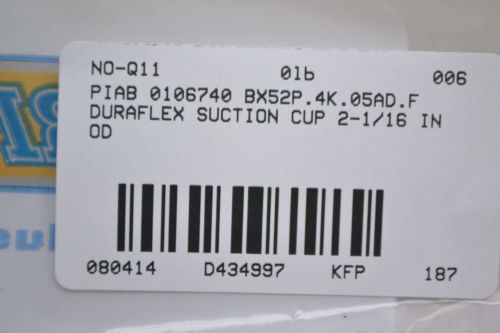 NO-Q11 01b 006
PIAB 0106740 BX52P.4K.05AD.F
DURAFLEX SUCTION CUP 2-1/16 IN
OD
080414 D434997 KFP 187